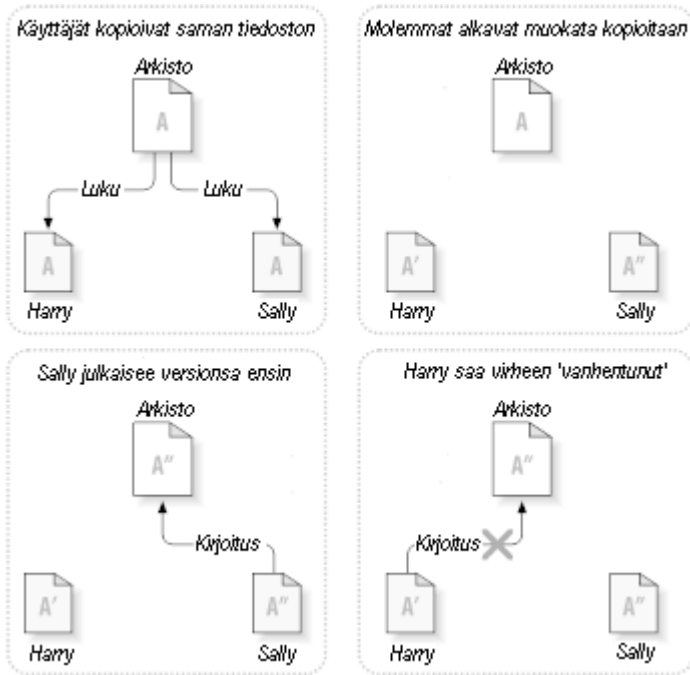 Käyttäjät kopioivat saman tiedoston
Arkisto
A
Luku
Luku
A
A
Harry
Sally
Molemmat alkavat muokata kopioitaan
Arkisto
A
A'
A"
Harry
Sally
Sally julkaisee versionsa ensin
Arkisto
A"
Kirjoitus
A'
A"
Harry
Sally
Harry saa virheen 'vanhentunut'
Arkisto
A"
Kirjoitus
A'
A"
Harry
Sally